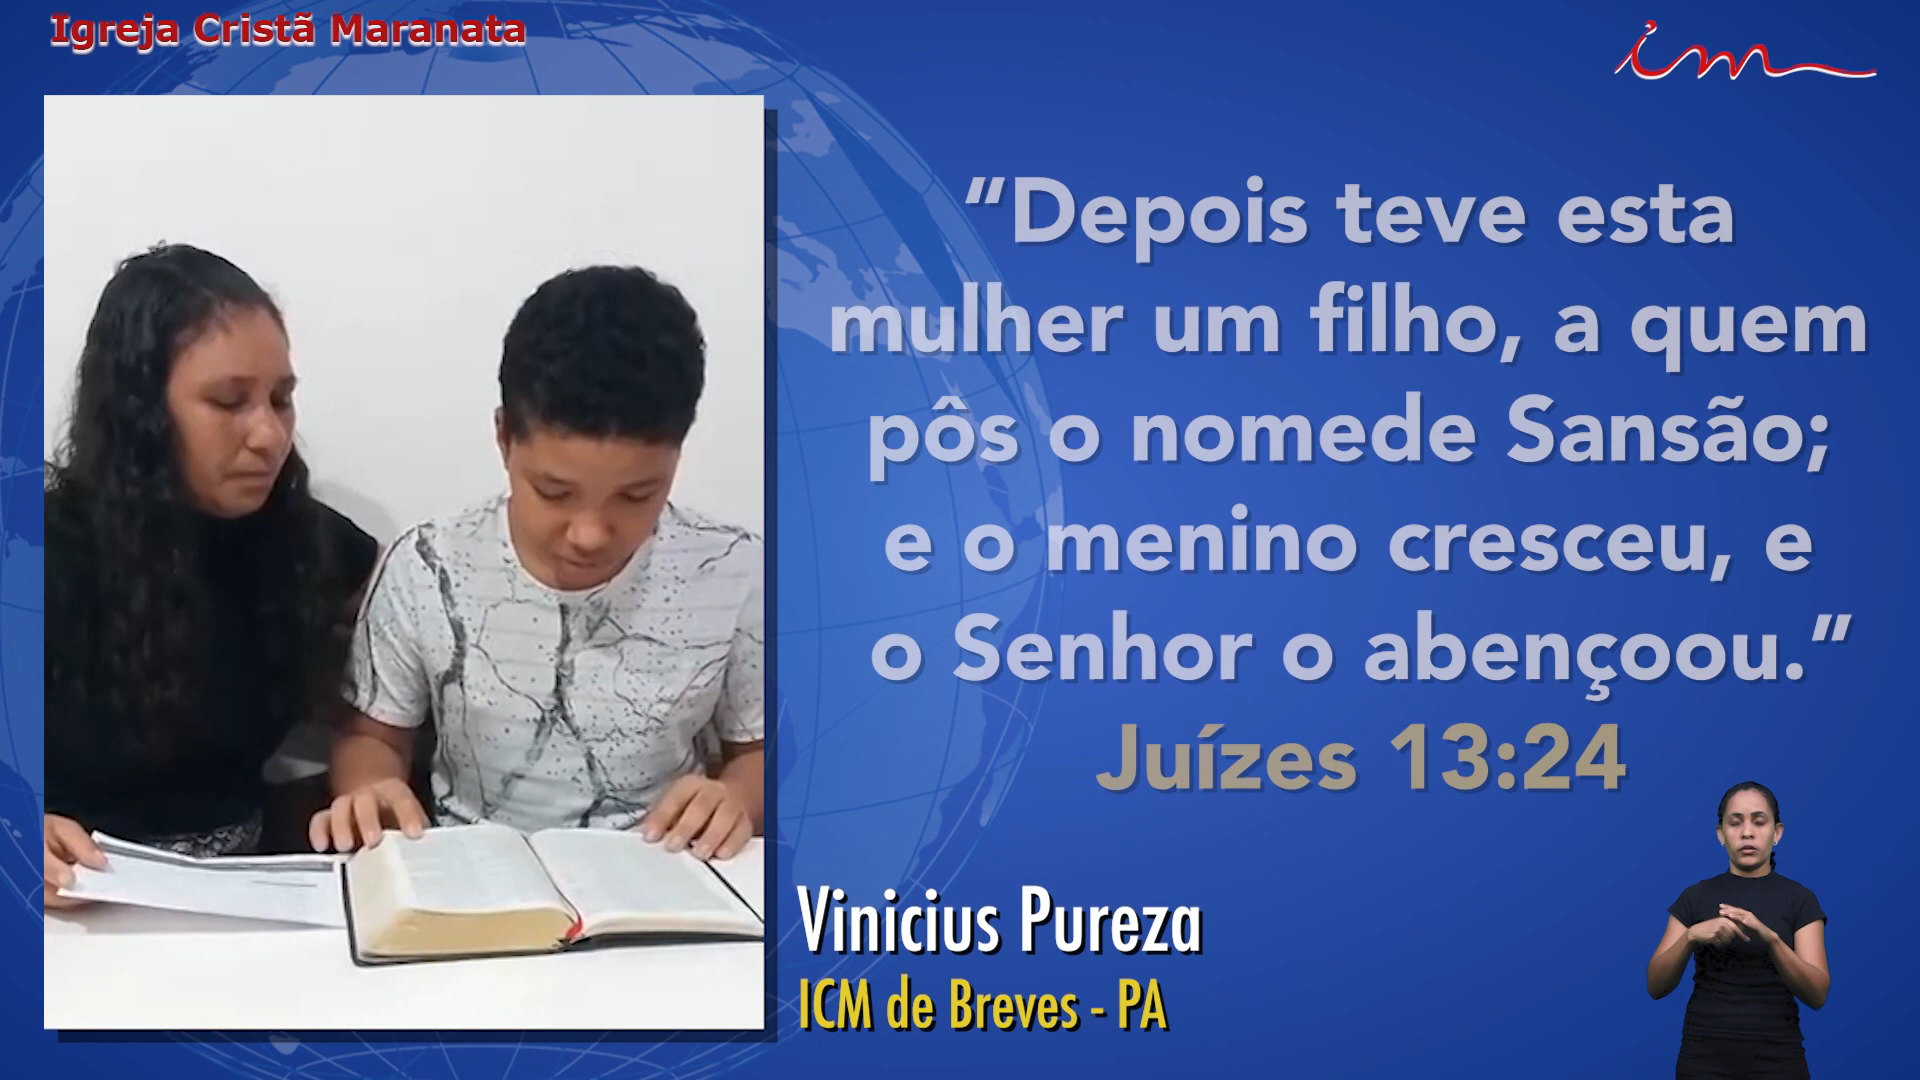 Igreja Cristã Maranata
im
“Depois teve esta
mulher um filho, a quem
pôs o nomede Sansão;
e o menino cresceu, e
o Senhor o abençoou.”
Juízes 13:24
Vinicius Pureza
ICM de Breves - PA